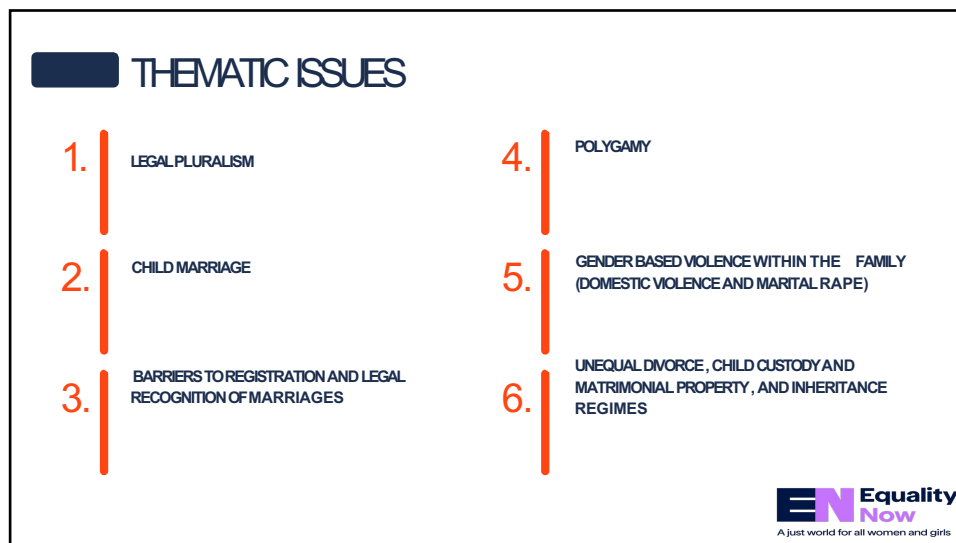 THEMATIC ISSUES
1.
LEGAL PLURALISM
2.
CHILD MARRIAGE
3.
BARRIERS TO REGISTRATION AND LEGAL
RECOGNITION OF MARRIAGES
4.
POLYGAMY
5.
GENDER BASED VIOLENCE WITHIN THE FAMILY
(DOMESTIC VIOLENCE AND MARITAL RAPE)
6.
UNEQUAL DIVORCE, CHILD CUSTODY AND
MATRIMONIAL PROPERTY, AND INHERITANCE
REGIMES
EN
Equality
Now
A just world for all women and girls